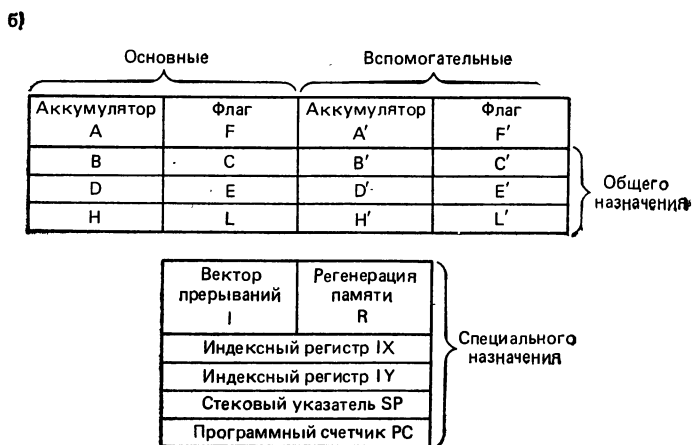 б)
Основные Вспомогательные
Аккумулятор Флаг Аккумулятор Флаг
A F A′ F′
B C B′ C′
D E D′ E′
H L H′ L′
Общего
назначения
Вектор Регенерация
прерываний памяти
I R
Индексный регистр IX
Индексный регистр IY
Стековый указатель SP
Программный счетчик PC
Специального
назначения